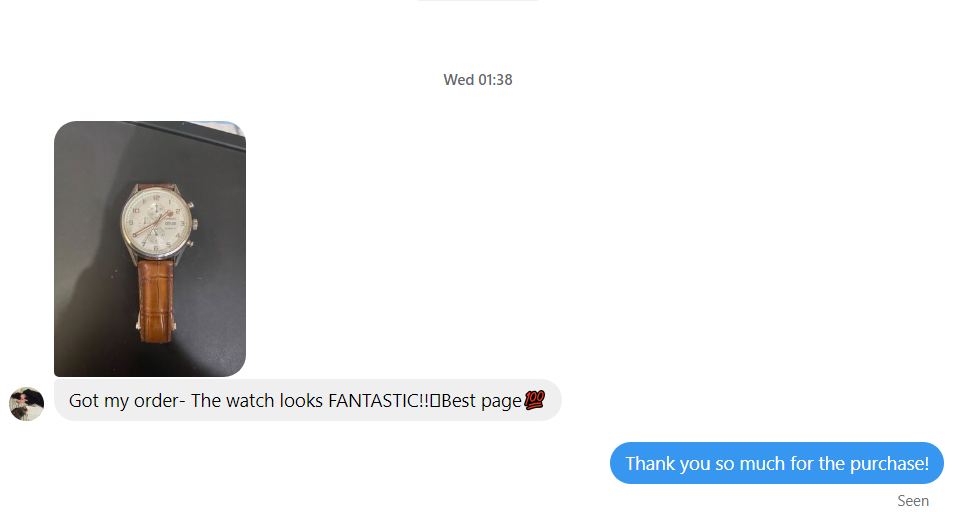 Wed 01:38
Got my order- The watch looks FANTASTIC!!▯Best page💯
Thank you so much for the purchase!
Seen